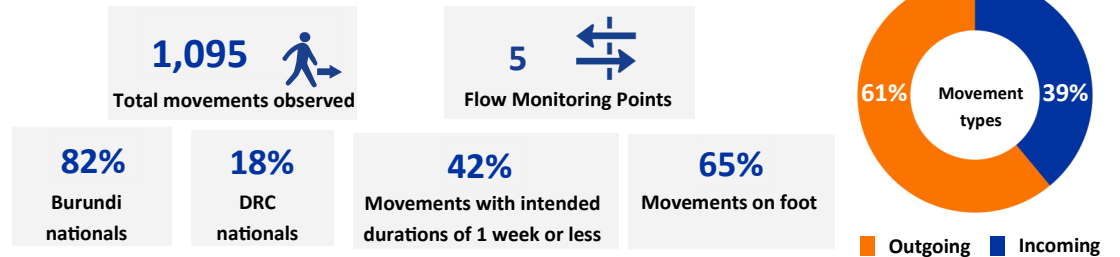 1,095
Total movements observed
5
Flow Monitoring Points
82%
Burundi
nationals
18%
DRC
nationals
42%
Movements with intended
durations of 1 week or less
65%
Movements on foot
61%
Movement
types
39%
Outgoing
Incoming